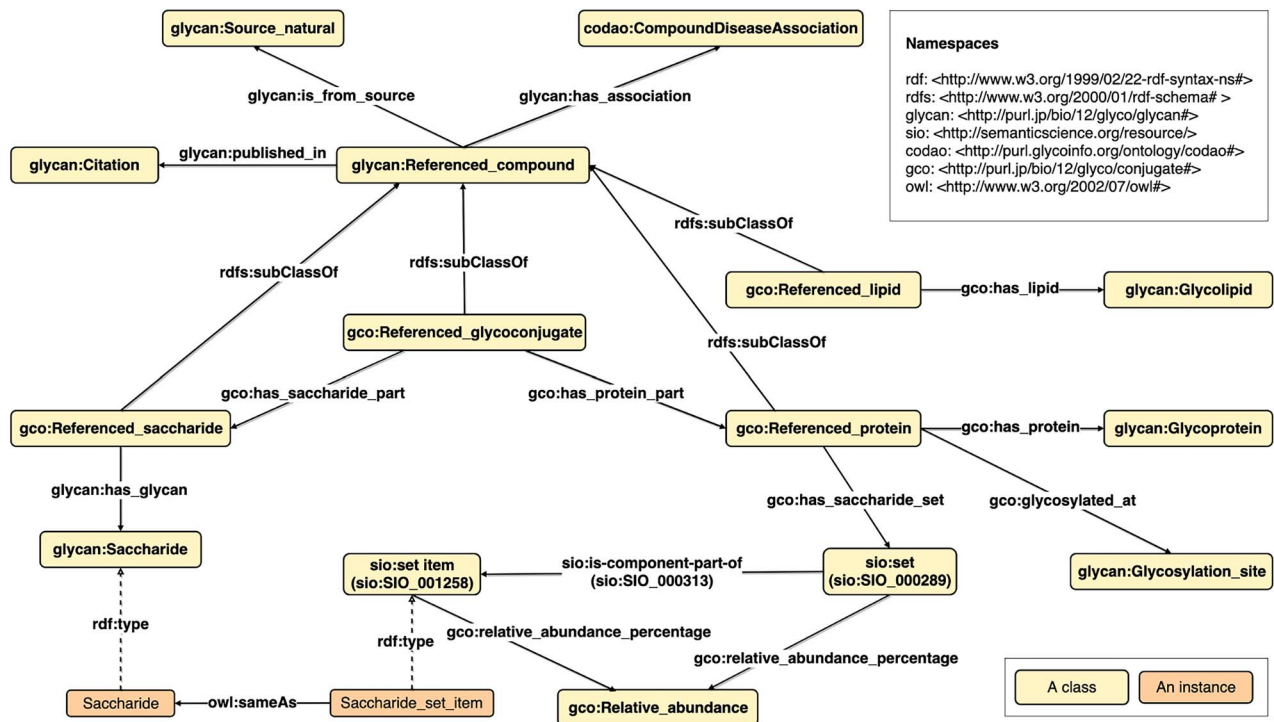 glycan:Source_natural
codao:CompoundDiseaseAssociation
Namespaces
rdf: <http://www.w3.org/1999/02/22-rdf-syntax-ns#>
rdfs: <http://www.w3.org/2000/01/rdf-schema# >
glycan: <http://purl.jp/bio/12/glyco/glycan#>
sio: <http://semanticscience.org/resource/>
codao: <http://purl.glycoinfo.org/ontology/codao#>
gco: <http://purl.jp/bio/12/glyco/conjugate#>
owl: <http://www.w3.org/2002/07/owl#>
glycan:is_from_source
glycan:has_association
glycan:Citation
glycan:published_in
glycan:Referenced_compound
rdfs:subClassOf
rdfs:subClassOf
rdfs:subClassOf
gco:Referenced_lipid
gco:has_lipid
glycan:Glycolipid
gco:Referenced_glycoconjugate
rdfs:subClassOf
gco:has_saccharide_part
gco:has_protein_part
gco:Referenced_saccharide
gco:Referenced_protein
gco:has_protein
glycan:Glycoprotein
glycan:has_glycan
gco:has_saccharide_set
gco:glycosylated_at
glycan:Saccharide
sio:set item
(sio:SIO_001258)
sio:is-component-part-of
(sio:SIO_000313)
sio:set
(sio:SIO_000289)
glycan:Glycosylation_site
rdf:type
rdf:type
gco:relative_abundance_percentage
gco:relative_abundance_percentage
Saccharide
owl:sameAs
Saccharide_set_item
gco:Relative_abundance
A class
An instance